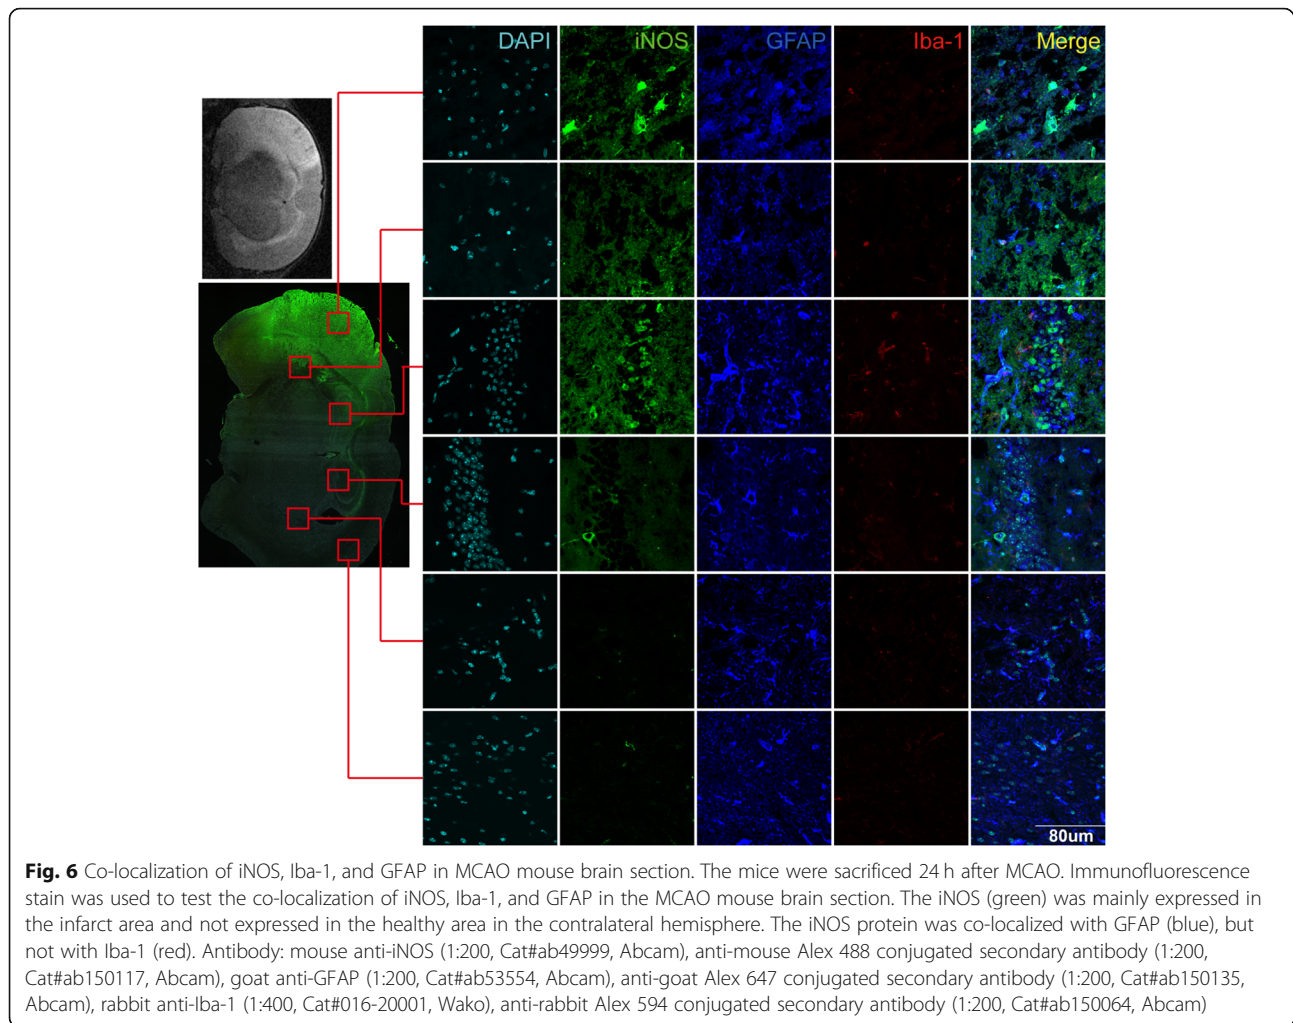 DAPI iNOS GFAP Iba-1 Merge
80um
Fig. 6 Co-localization of iNOS, Iba-1, and GFAP in MCAO mouse brain section. The mice were sacrificed 24 h after MCAO. Immunofluorescence
stain was used to test the co-localization of iNOS, Iba-1, and GFAP in the MCAO mouse brain section. The iNOS (green) was mainly expressed in
the infarct area and not expressed in the healthy area in the contralateral hemisphere. The iNOS protein was co-localized with GFAP (blue), but
not with Iba-1 (red). Antibody: mouse anti-iNOS (1:200, Cat#ab49999, Abcam), anti-mouse Alex 488 conjugated secondary antibody (1:200,
Cat#ab150117, Abcam), goat anti-GFAP (1:200, Cat#ab53554, Abcam), anti-goat Alex 647 conjugated secondary antibody (1:200, Cat#ab150135,
Abcam), rabbit anti-Iba-1 (1:400, Cat#016-20001, Wako), anti-rabbit Alex 594 conjugated secondary antibody (1:200, Cat#ab150064, Abcam)